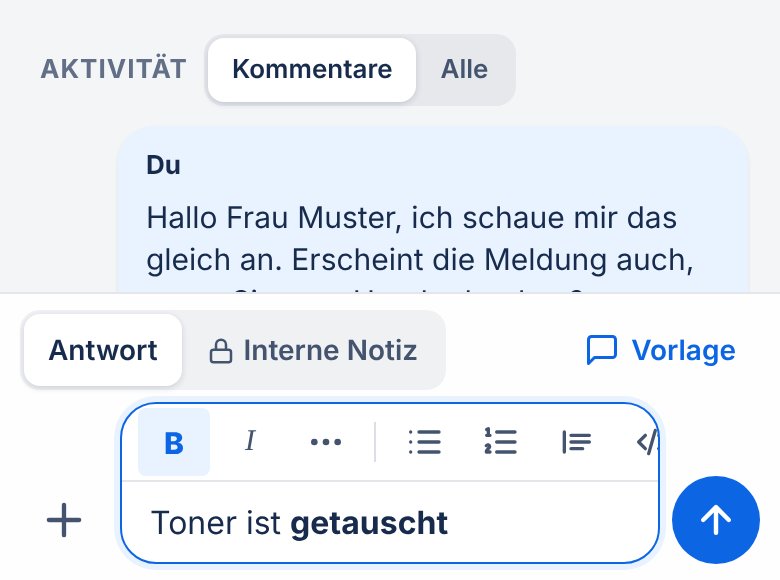 AKTIVITÄT Kommentare Alle
Du
Hallo Frau Muster, ich schaue mir das
gleich an. Erscheint die Meldung auch,
Antwort Interne Notiz Vorlage
B I
Toner ist getauscht